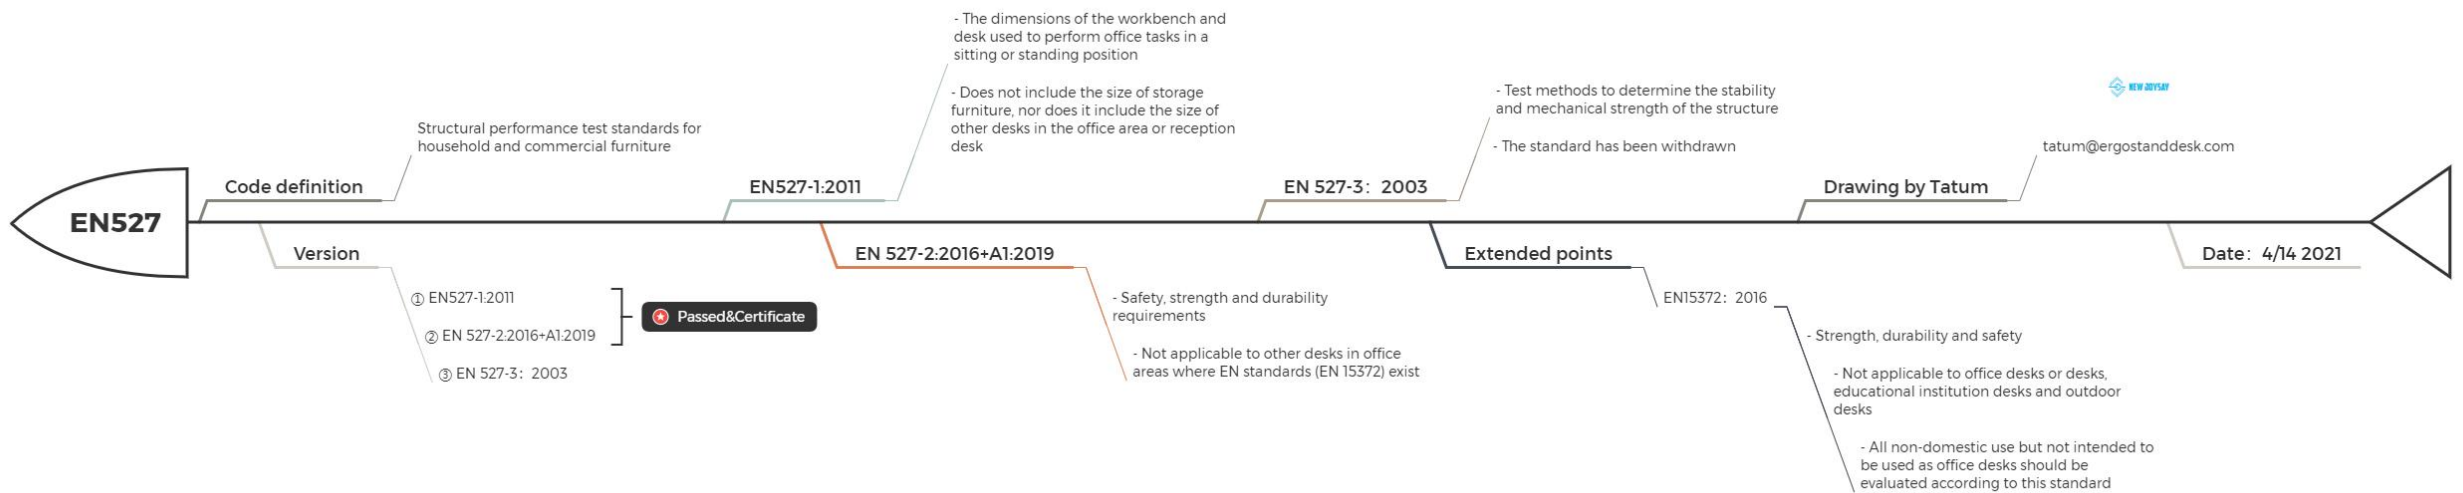 EN527
Code definition
Structural performance test standards for
household and commercial furniture
Version
① EN527-1:2011
② EN 527-2:2016+A1:2019
③ EN 527-3：2003
Passed&Certificate
EN527-1:2011
- The dimensions of the workbench and
desk used to perform office tasks in a
sitting or standing position
- Does not include the size of storage
furniture, nor does it include the size of
other desks in the office area or reception
desk
EN 527-2:2016+A1:2019
- Safety, strength and durability
requirements
- Not applicable to other desks in office
areas where EN standards (EN 15372) exist
EN 527-3：2003
- Test methods to determine the stability
and mechanical strength of the structure
- The standard has been withdrawn
Extended points
EN15372：2016
- Strength, durability and safety
- Not applicable to office desks or desks,
educational institution desks and outdoor
desks
- All non-domestic use but not intended to
be used as office desks should be
evaluated according to this standard
Drawing by Tatum
tatum@ergostanddesk.com
NEW JOYSAY
Date：4/14 2021